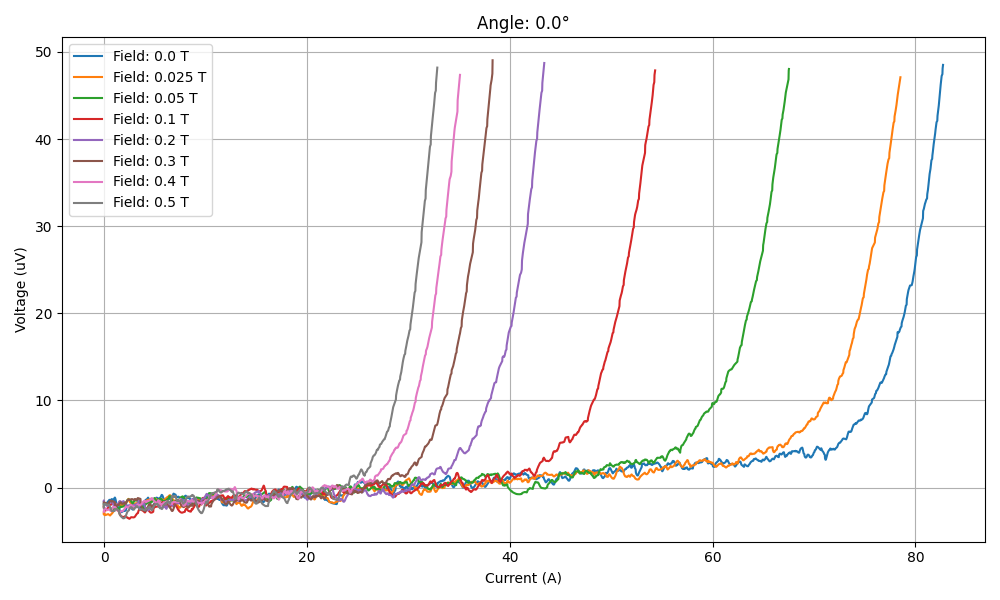 Angle: 0.0°
Field: 0.0 T
Field: 0.025 T
Field: 0.05 T
Field: 0.1 T
Field: 0.2 T
Field: 0.3 T
Field: 0.4 T
Field: 0.5 T
50
40
30
20
10
0
Voltage (uV)
0 20 40 60 80
Current (A)